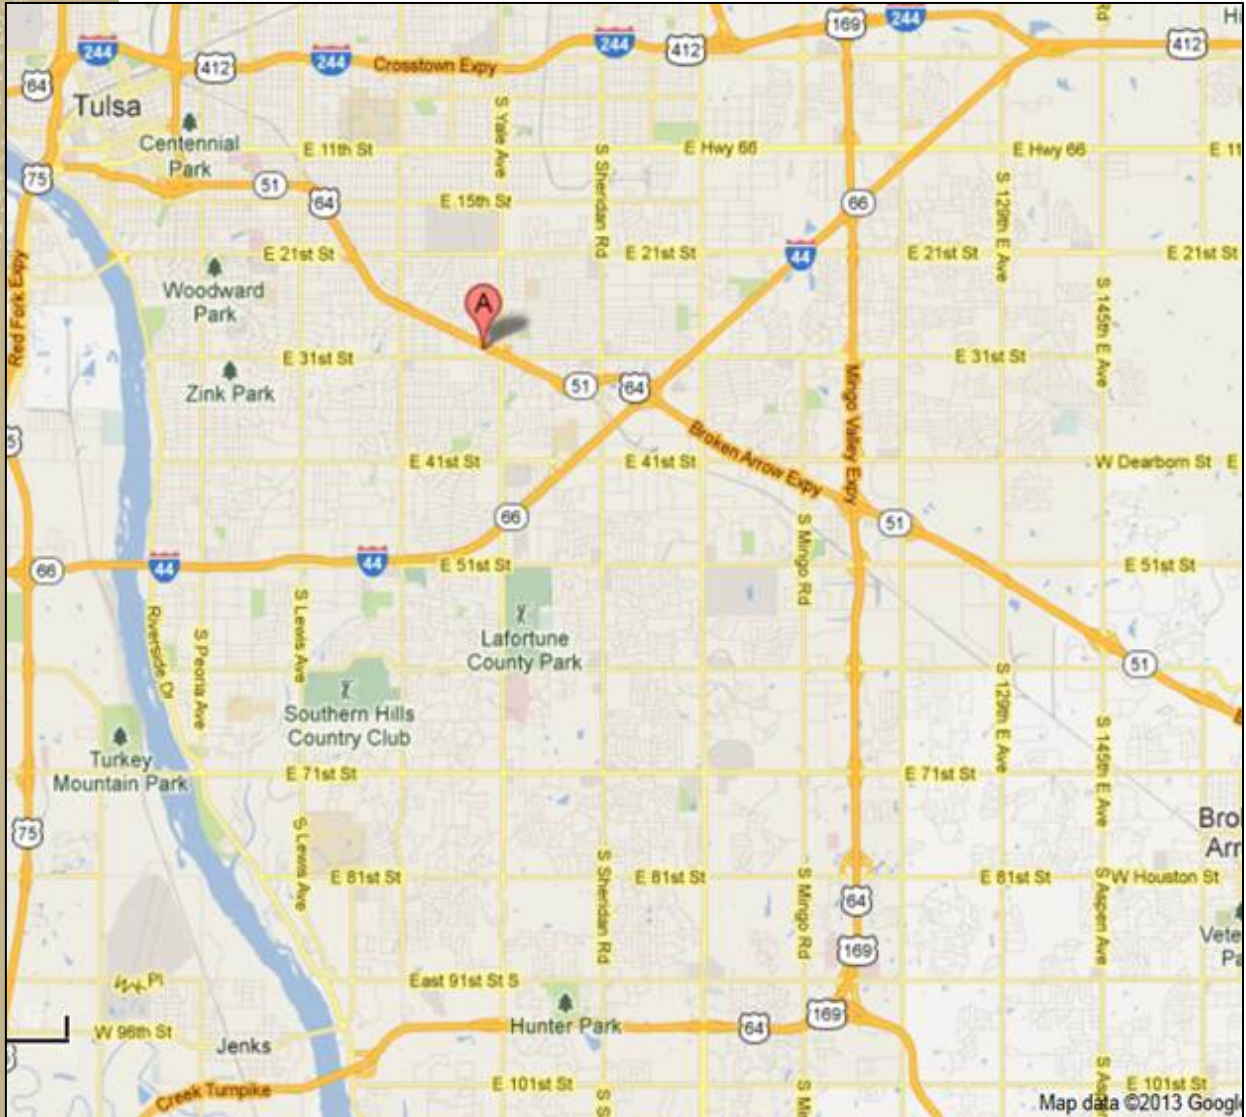 Rd
169
244
Hi
244
244
412
412
244
412
Crosstown Expy
64
Tulsa
S Yale Ave
Centennial
Park
E 11th St
S Sheridan Rd
E Hwy 66
E Hwy 66
E 11
75
51
64
E 15th St
66
S 129th E Ave
E 21st St
E 21st St
44
E 21st St
E 21st St
Woodward
Park
Red Fork Expy
A
S 145th E Ave
E 31st St
E 31st St
Zink Park
51
64
Mingo Valley Expy
Broken Arrow Expy
5
E 41st St
E 41st St
W Dearborn St
E
66
51
S Mingo Rd
66
44
44
E 51st St
E 51st St
Riverside Dr
S Peoria Ave
S Lewis Ave
Lafortune
County Park
51
S 129th E Ave
Southern Hills
Country Club
S 145th E Ave
Turkey
Mountain Park
E 71st St
E 71st St
75
S Lewis Ave
Bro
Arr
E 81st St
S Sheridan Rd
E 81st St
S Mingo Rd
E 81st St
S Aspen Ave
W Houston St
64
Vete
Pa
169
Pl
East 91st St S
W 96th St
Hunter Park
64
169
Jenks
Creek Turnpike
E 101st St
S S
S Mi
E 101st St
Map data ©2013 Google